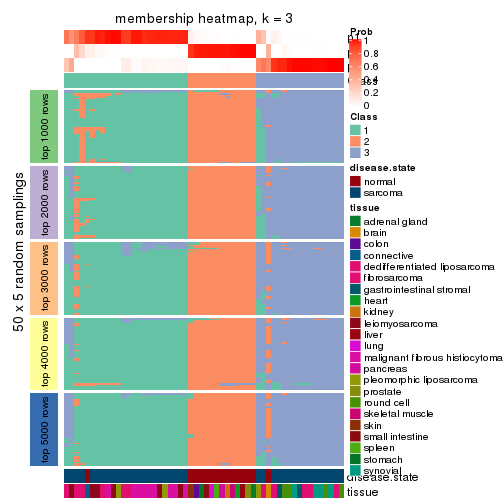 membership heatmap, k = 3
50 x 5 random samplings
top 1000 rows
top 2000 rows
top 3000 rows
top 4000 rows
top 5000 rows
p1
class
disease.state
tissue
Prob
1
0.8
0.6
0.4
0.2
0
Class
1
2
3
disease.state
normal
sarcoma
tissue
adrenal gland
brain
colon
connective
dedifferentiated liposarcoma
fibrosarcoma
gastrointestinal stromal
heart
kidney
leiomyosarcoma
liver
lung
malignant fibrous histiocytoma
pancreas
pleomorphic liposarcoma
prostate
round cell
skeletal muscle
skin
small intestine
spleen
stomach
synovial